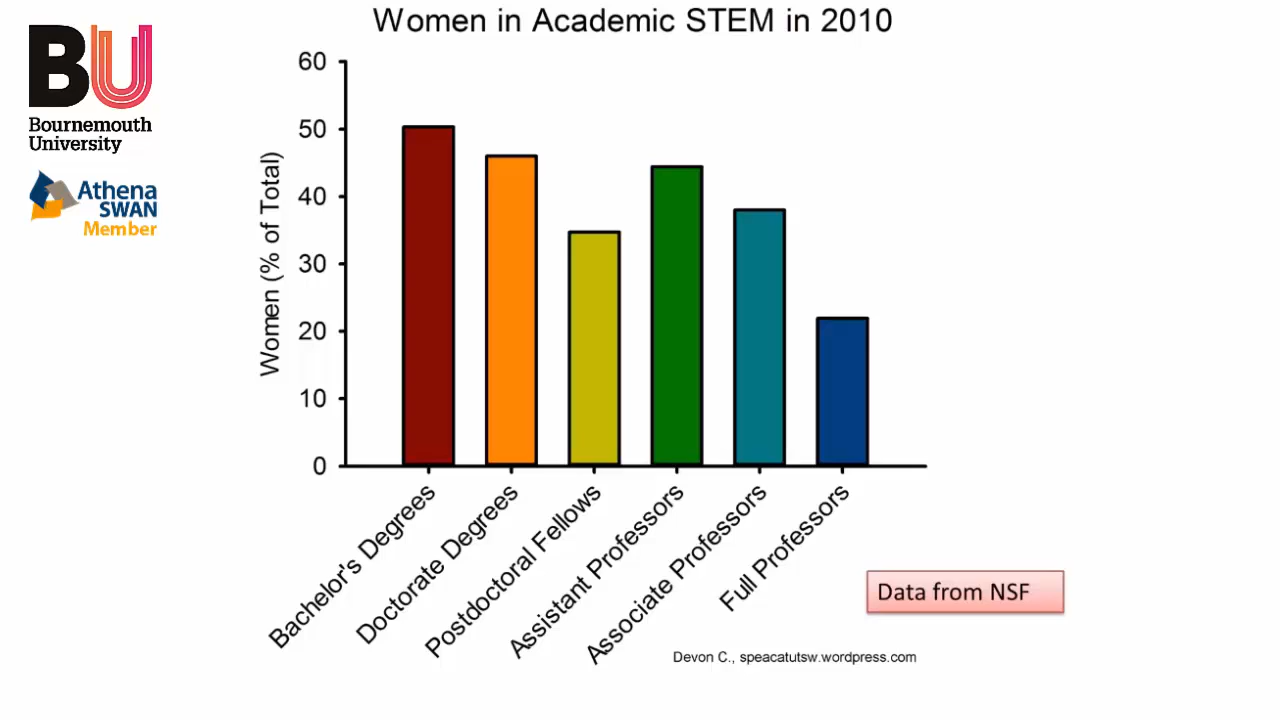 Women in Academic STEM in 2010
BU
Bournemouth
University
Athena
SWAN
Member
Women (% of Total)
60
50
40
30
20
10
0
Bachelor's Degrees
Doctorate Degrees
Postdoctoral Fellows
Assistant Professors
Associate Professors
Full Professors
Data from NSF
Devon C., speacatutsw.wordpress.com